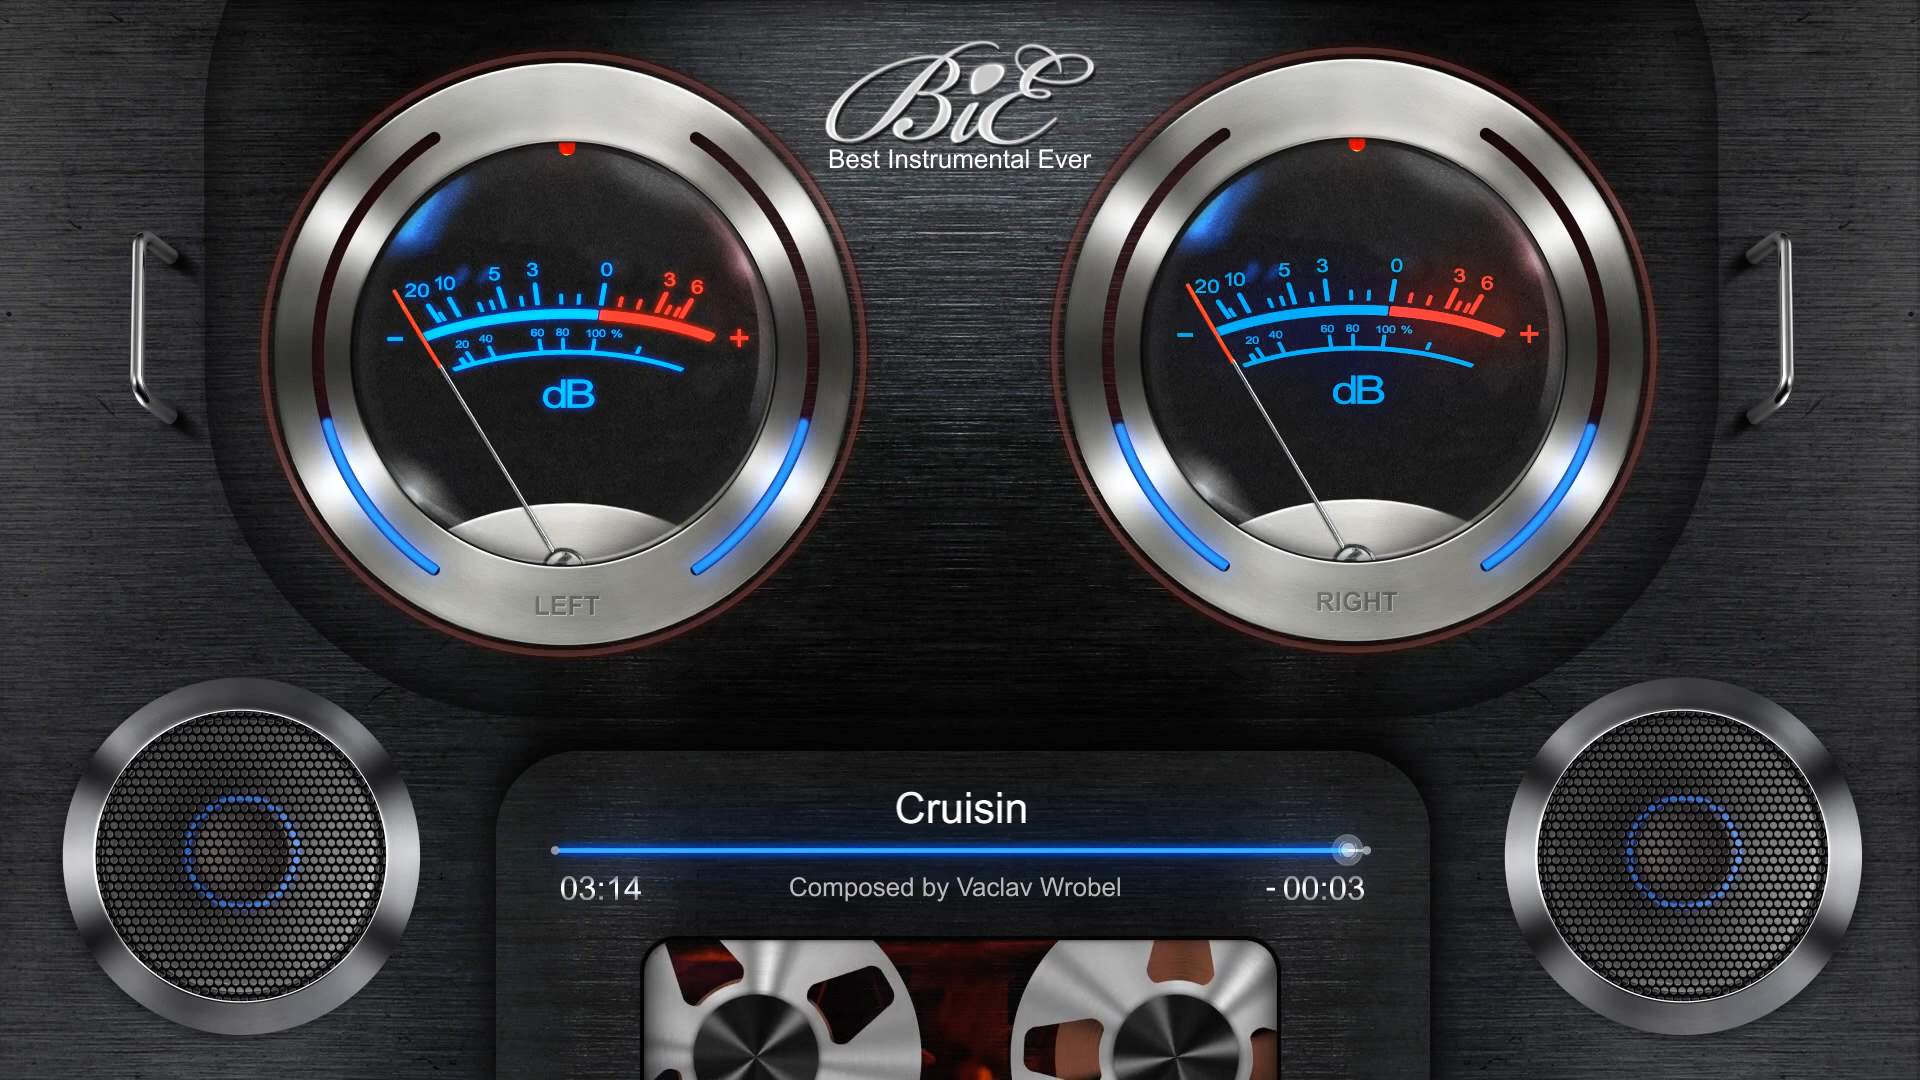 BiE
Best Instrumental Ever
20 10 5 3 0 3 6
- +
20 40 60 80 100 %
dB
LEFT
20 10 5 3 0 3 6
- +
20 40 60 80 100 %
dB
RIGHT
Cruisin
03:14 Composed by Vaclav Wrobel - 00:03